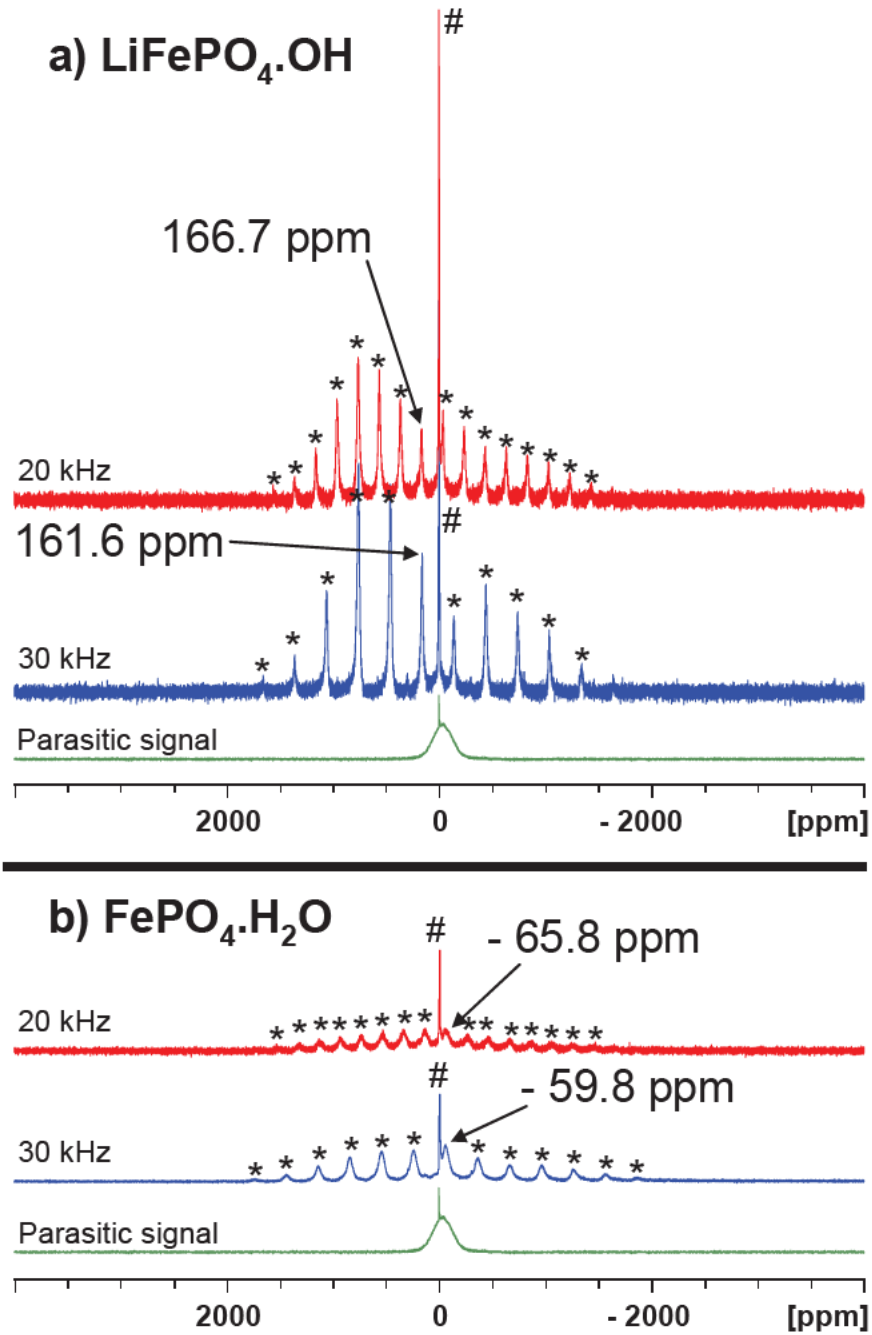 #
a) LiFePO4.OH
166.7 ppm
* * * * * * * * * * * * * * *
20 kHz
#
161.6 ppm
* * * * * * * * * *
30 kHz
Parasitic signal
2000 0 - 2000 [ppm]
b) FePO4.H2O
# - 65.8 ppm
20 kHz
* * * * * * * * * * * * * * *
# - 59.8 ppm
30 kHz
* * * * * * * * * * * *
Parasitic signal
2000 0 - 2000 [ppm]